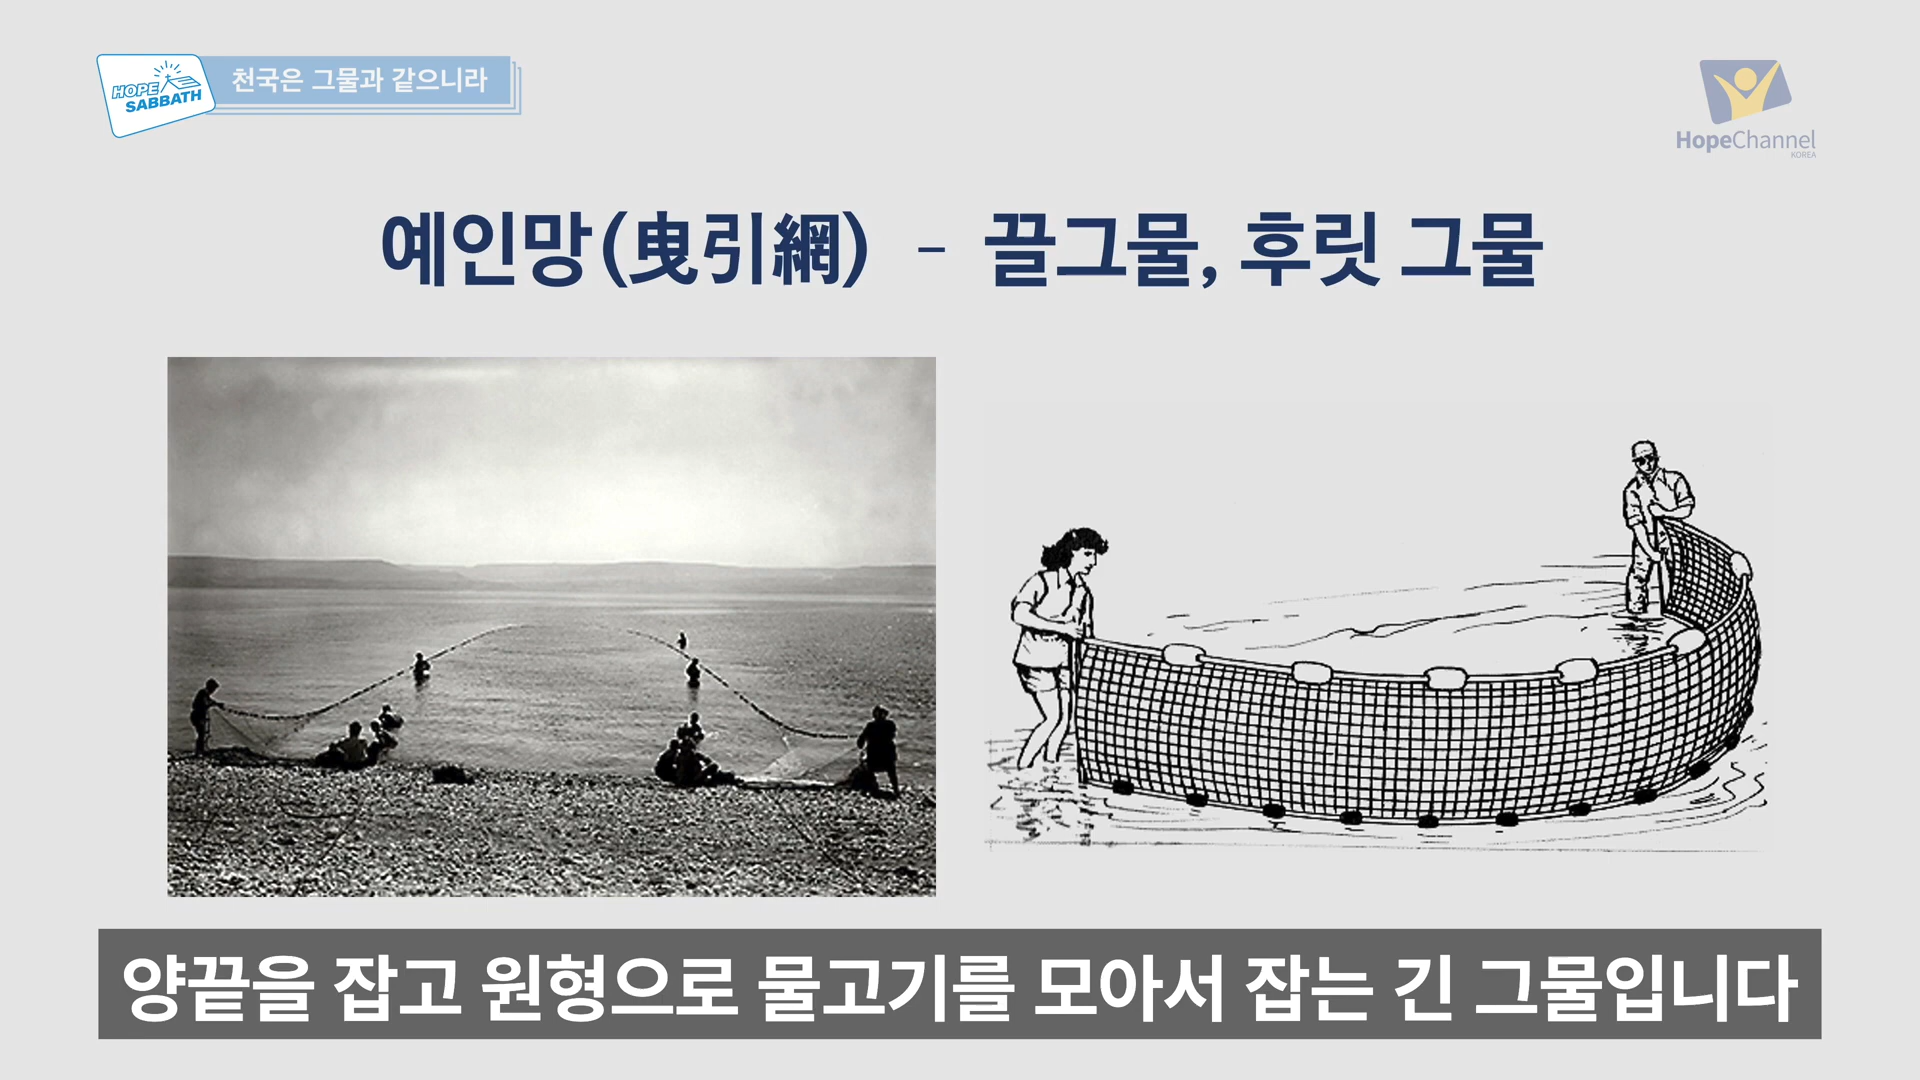 HOPE
SABBATH
천국은 그물과 같으니라
HopeChannel
KOREA
예인망(曳引網) - 끌그물, 후릿 그물
양끝을 잡고 원형으로 물고기를 모아서 잡는 긴 그물입니다